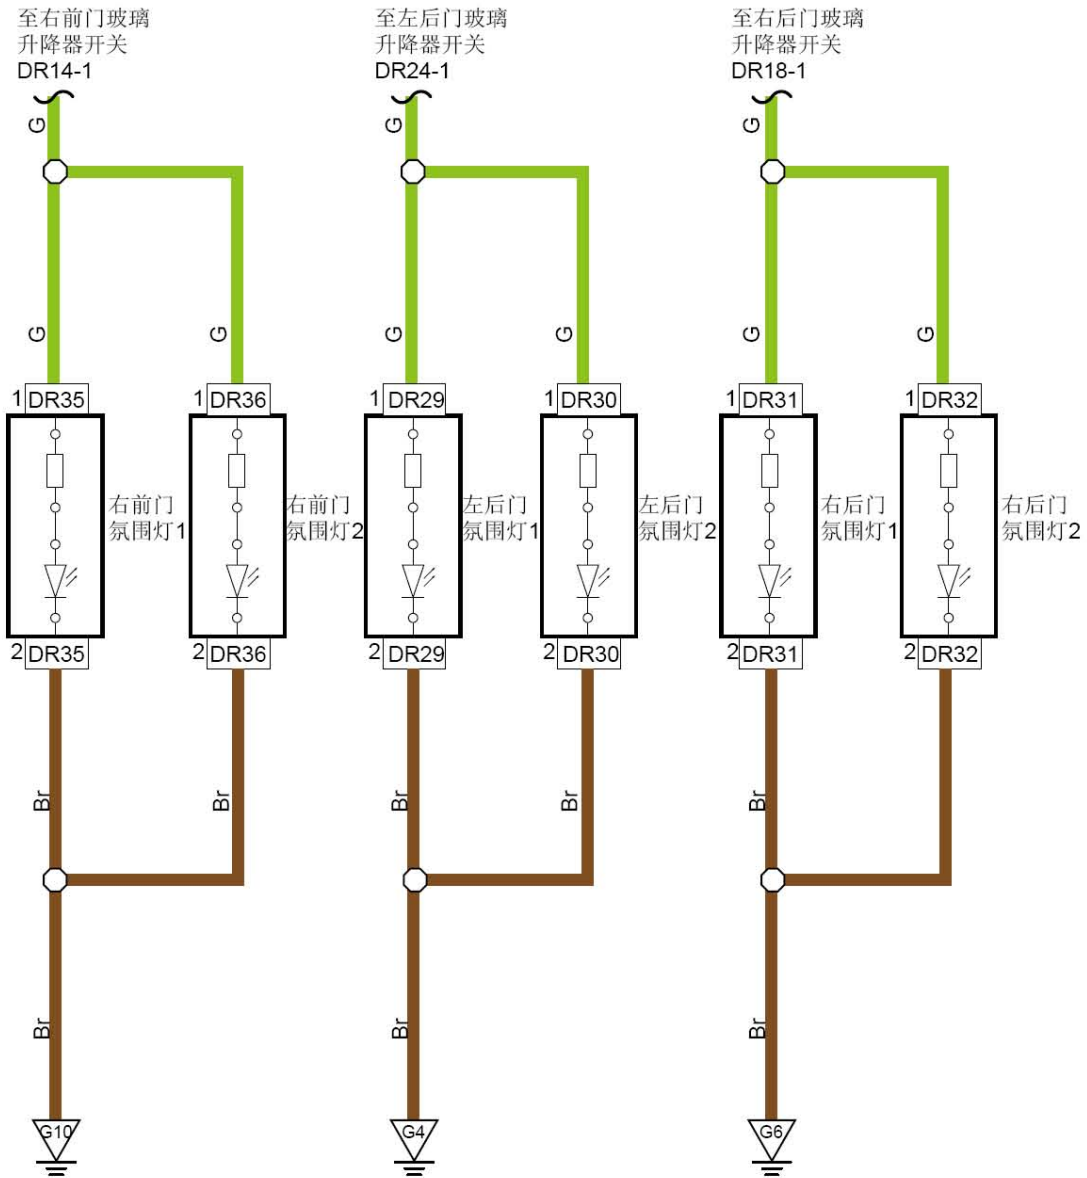 至右前门玻璃
升降器开关
DR14-1
至左后门玻璃
升降器开关
DR24-1
至右后门玻璃
升降器开关
DR18-1
G
G
G
G
G
G
G
G
G
1 DR35
1 DR36
1 DR29
1 DR30
1 DR31
1 DR32
右前门
氛围灯1
右前门
氛围灯2
左后门
氛围灯1
左后门
氛围灯2
右后门
氛围灯1
右后门
氛围灯2
2 DR35
2 DR36
2 DR29
2 DR30
2 DR31
2 DR32
Br
Br
Br
Br
Br
Br
Br
Br
G10
G4
G6